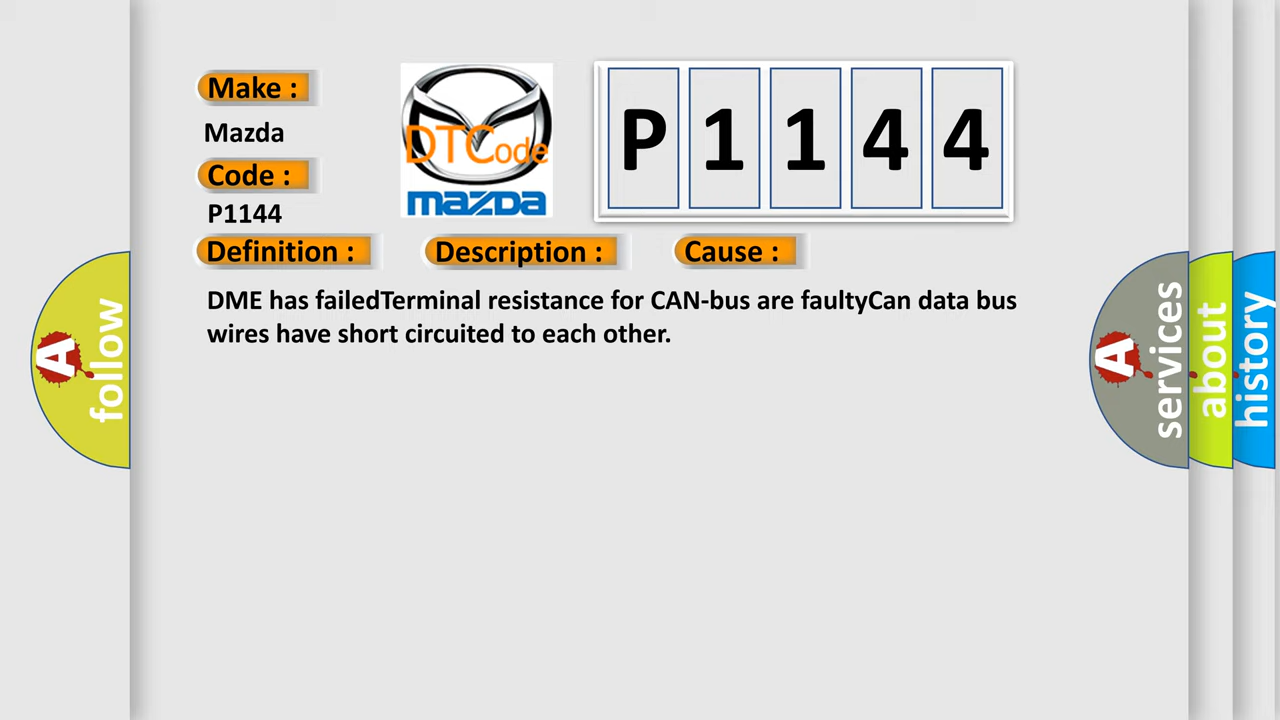 Make :
Mazda
Code :
P1144
DTCode
mazda
P 1 1 4 4
Definition : Description : Cause :
DME has failedTerminal resistance for CAN-bus are faultyCan data bus
wires have short circuited to each other.
A follow
A services
about
history